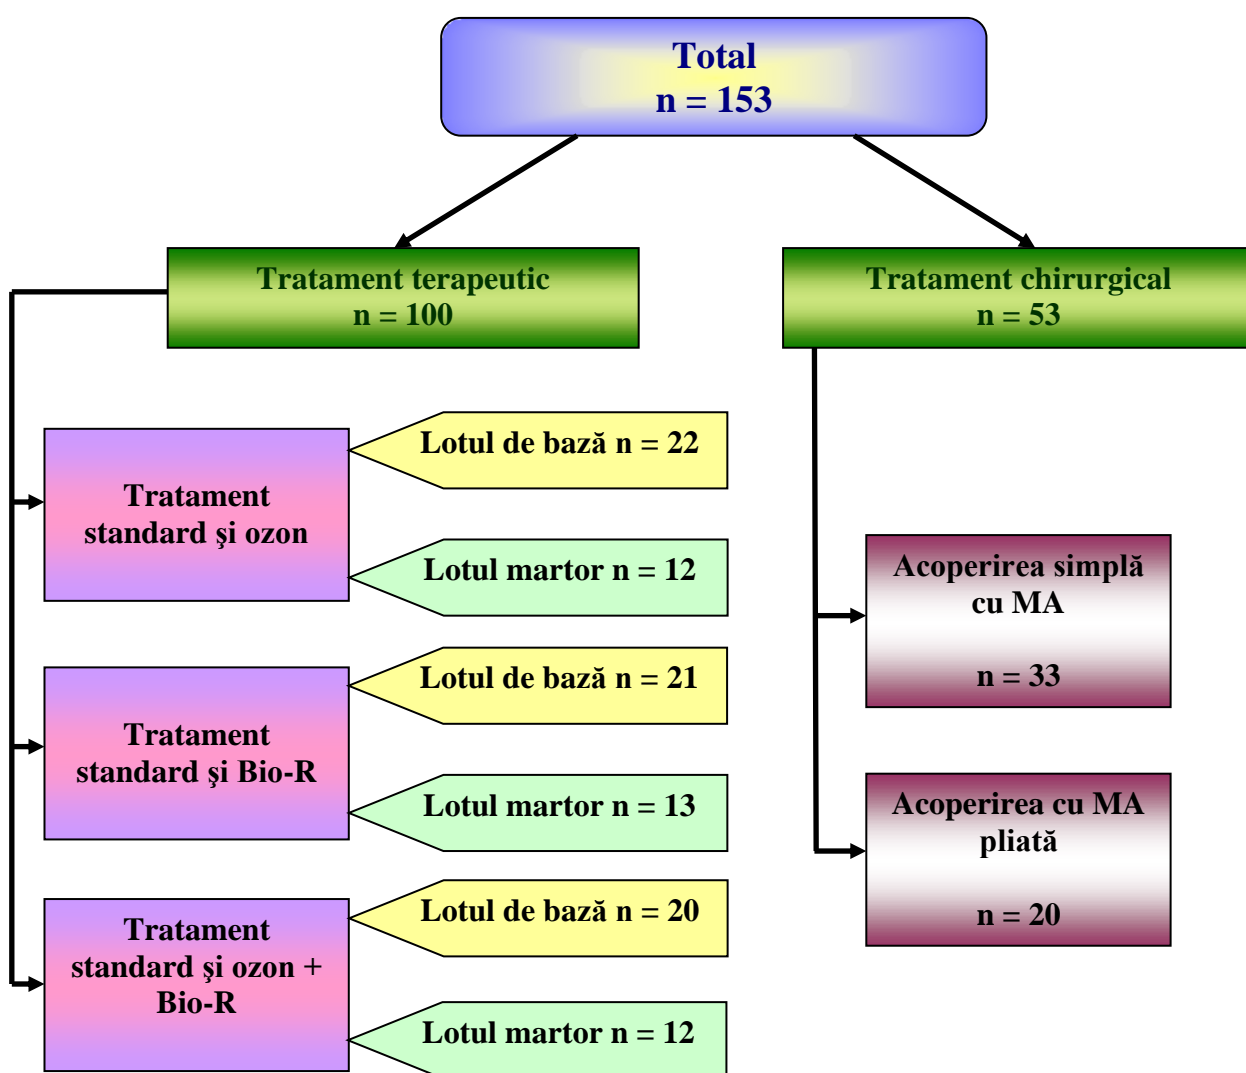 Total
n = 153
Tratament terapeutic
n = 100
Tratament chirurgical
n = 53
Tratament
standard şi ozon
Lotul de bază n = 22
Lotul martor n = 12
Tratament
standard şi Bio-R
Lotul de bază n = 21
Lotul martor n = 13
Tratament
standard şi ozon +
Bio-R
Lotul de bază n = 20
Lotul martor n = 12
Acoperirea simplă
cu MA
n = 33
Acoperirea cu MA
pliată
n = 20